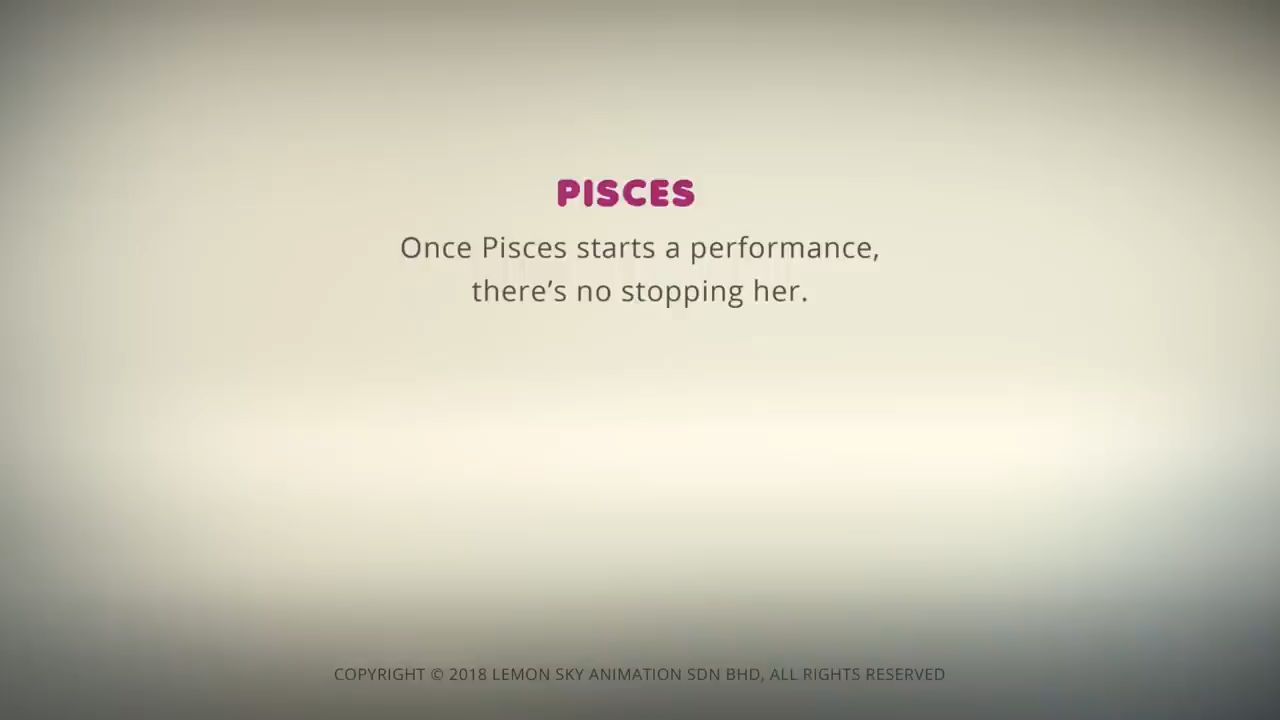 PISCES
Once Pisces starts a performance,
there’s no stopping her.
COPYRIGHT © 2018 LEMON SKY ANIMATION SDN BHD, ALL RIGHTS RESERVED